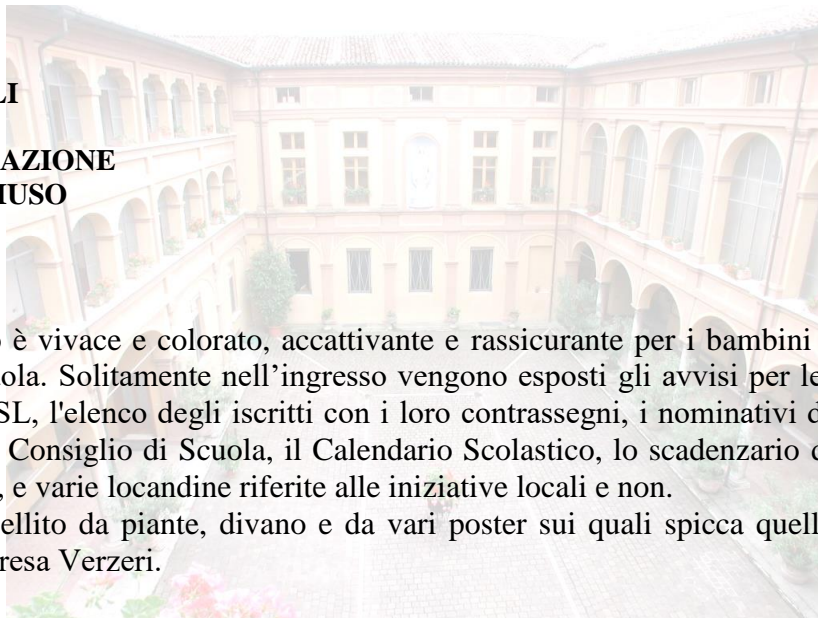 LI
AZIONE
IUSO
è vivace e colorato, accattivante e rassicurante per i bambini
uola. Solitamente nell’ingresso vengono esposti gli avvisi per le
SL, l'elenco degli iscritti con i loro contrassegni, i nominativi d
Consiglio di Scuola, il Calendario Scolastico, lo scadenzario d
, e varie locandine riferite alle iniziative locali e non.
ellito da piante, divano e da vari poster sui quali spicca quell
resa Verzeri.